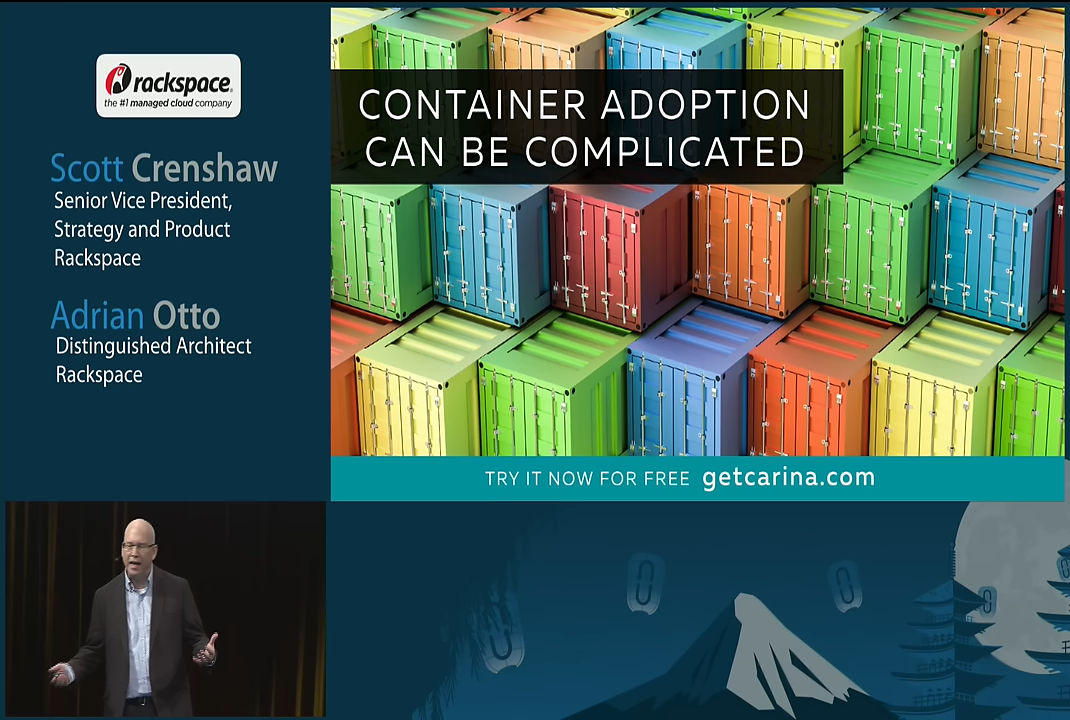 rackspace®
the #1 managed cloud company
Scott Crenshaw
Senior Vice President,
Strategy and Product
Rackspace
Adrian Otto
Distinguished Architect
Rackspace
CONTAINER ADOPTION
CAN BE COMPLICATED
TRY IT NOW FOR FREE getcarina.com